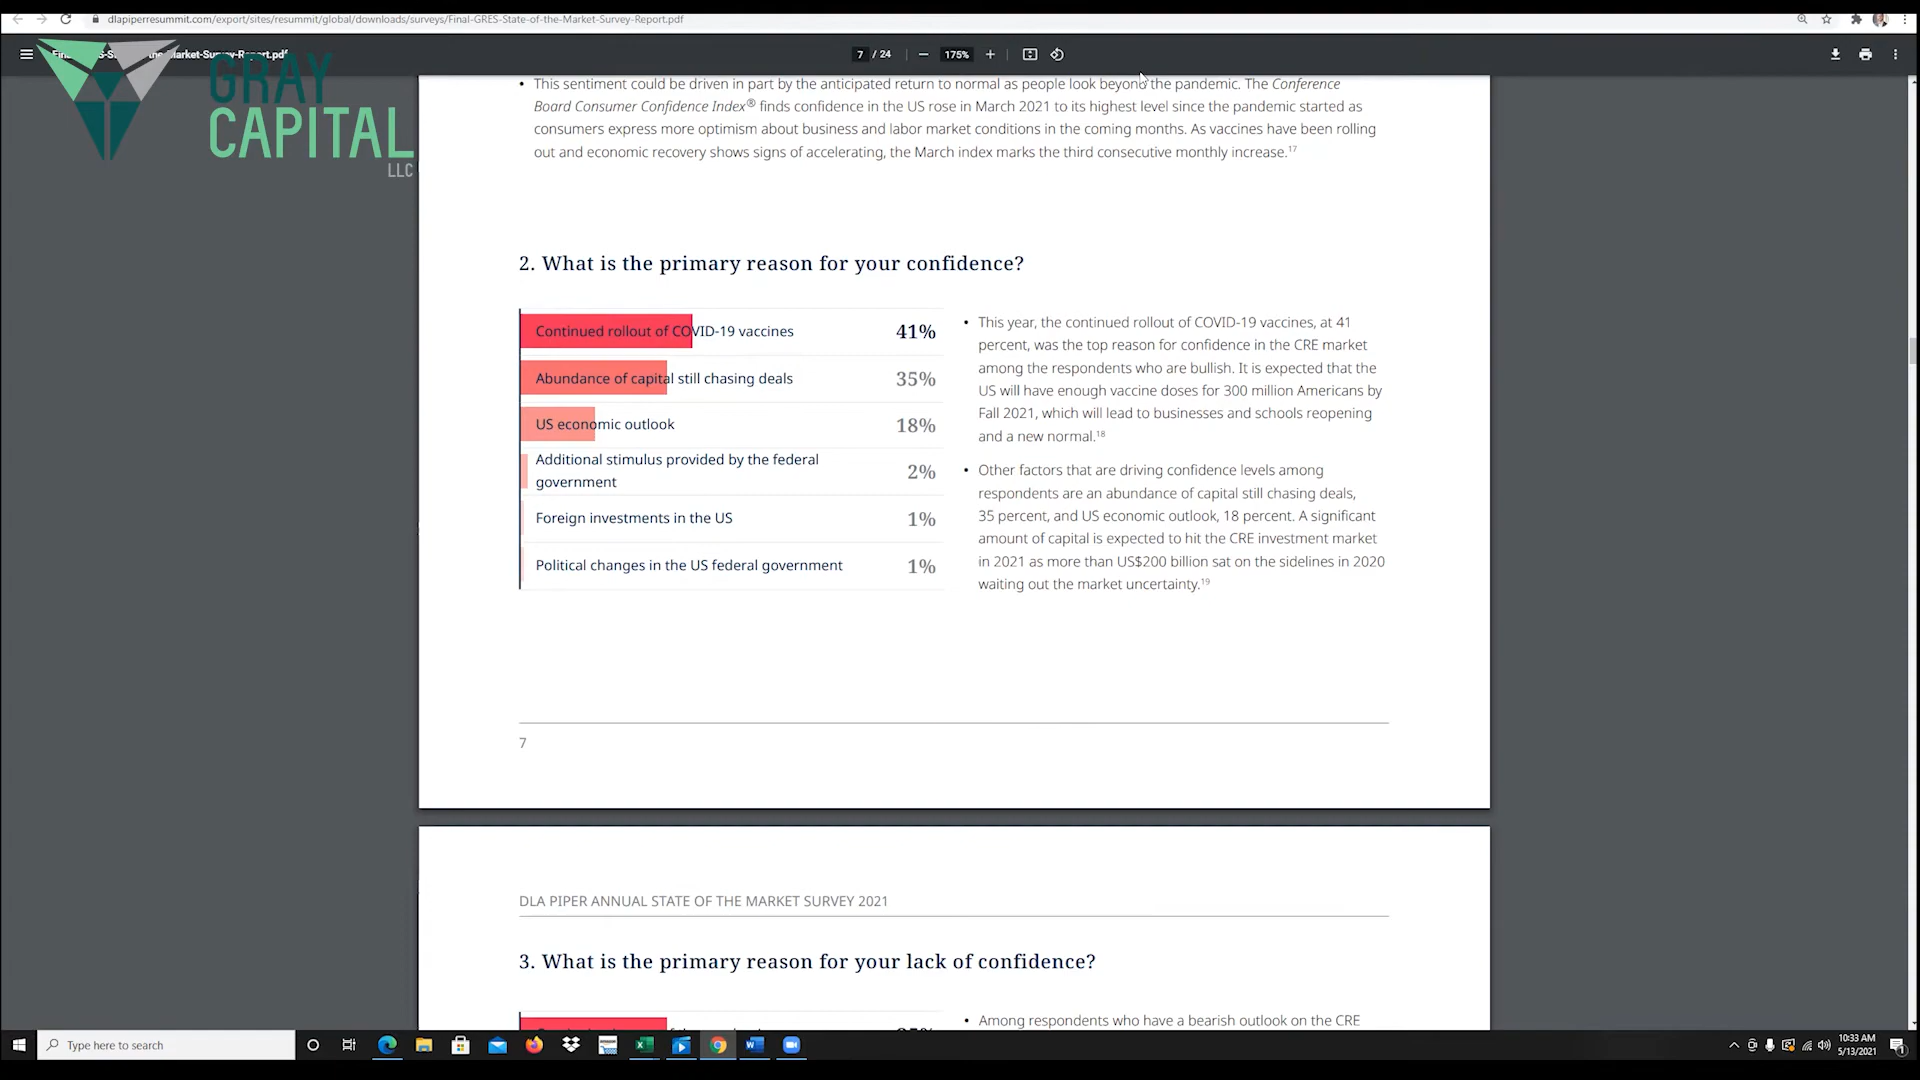 dlapiperresummit.com/export/sites/resummit/global/downloads/surveys/Final-GRES-State-of-the-Market-Survey-Report.pdf
the-Market-Survey-Report.pdf
7 / 24
175%
GRAY
CAPITAL
LLC
• This sentiment could be driven in part by the anticipated return to normal as people look beyond the pandemic. The Conference
Board Consumer Confidence Index® finds confidence in the US rose in March 2021 to its highest level since the pandemic started as
consumers express more optimism about business and labor market conditions in the coming months. As vaccines have been rolling
out and economic recovery shows signs of accelerating, the March index marks the third consecutive monthly increase.17
2. What is the primary reason for your confidence?
Continued rollout of COVID-19 vaccines 41%
Abundance of capital still chasing deals 35%
US economic outlook 18%
Additional stimulus provided by the federal
government 2%
Foreign investments in the US 1%
Political changes in the US federal government 1%
• This year, the continued rollout of COVID-19 vaccines, at 41
percent, was the top reason for confidence in the CRE market
among the respondents who are bullish. It is expected that the
US will have enough vaccine doses for 300 million Americans by
Fall 2021, which will lead to businesses and schools reopening
and a new normal.18
• Other factors that are driving confidence levels among
respondents are an abundance of capital still chasing deals,
35 percent, and US economic outlook, 18 percent. A significant
amount of capital is expected to hit the CRE investment market
in 2021 as more than US$200 billion sat on the sidelines in 2020
waiting out the market uncertainty.19
7
DLA PIPER ANNUAL STATE OF THE MARKET SURVEY 2021
3. What is the primary reason for your lack of confidence?
• Among respondents who have a bearish outlook on the CRE
Type here to search
10:33 AM
5/13/2021